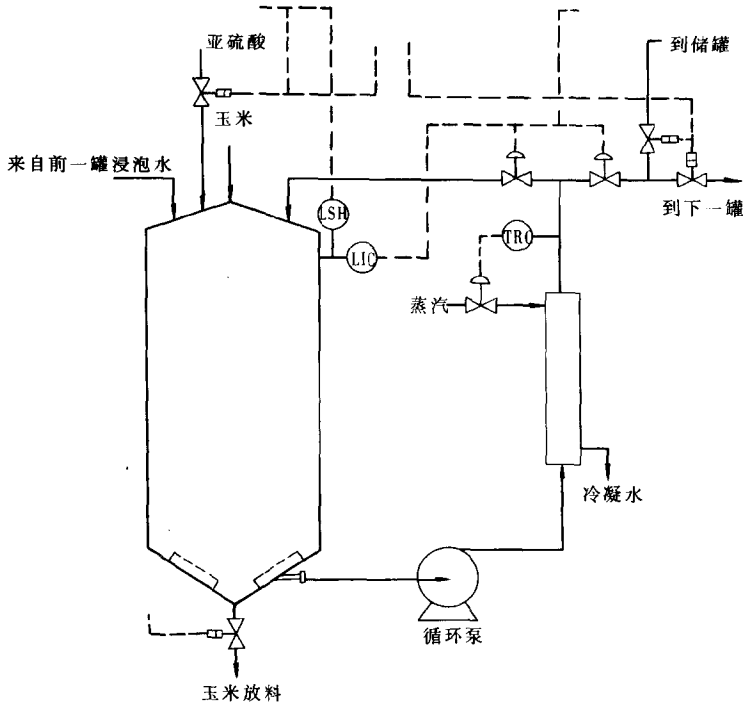 亚硫酸
到储罐
玉米
来自前一罐浸泡水
到下一罐
LSH
TRC
LIC
蒸汽
冷凝水
循环泵
玉米放料